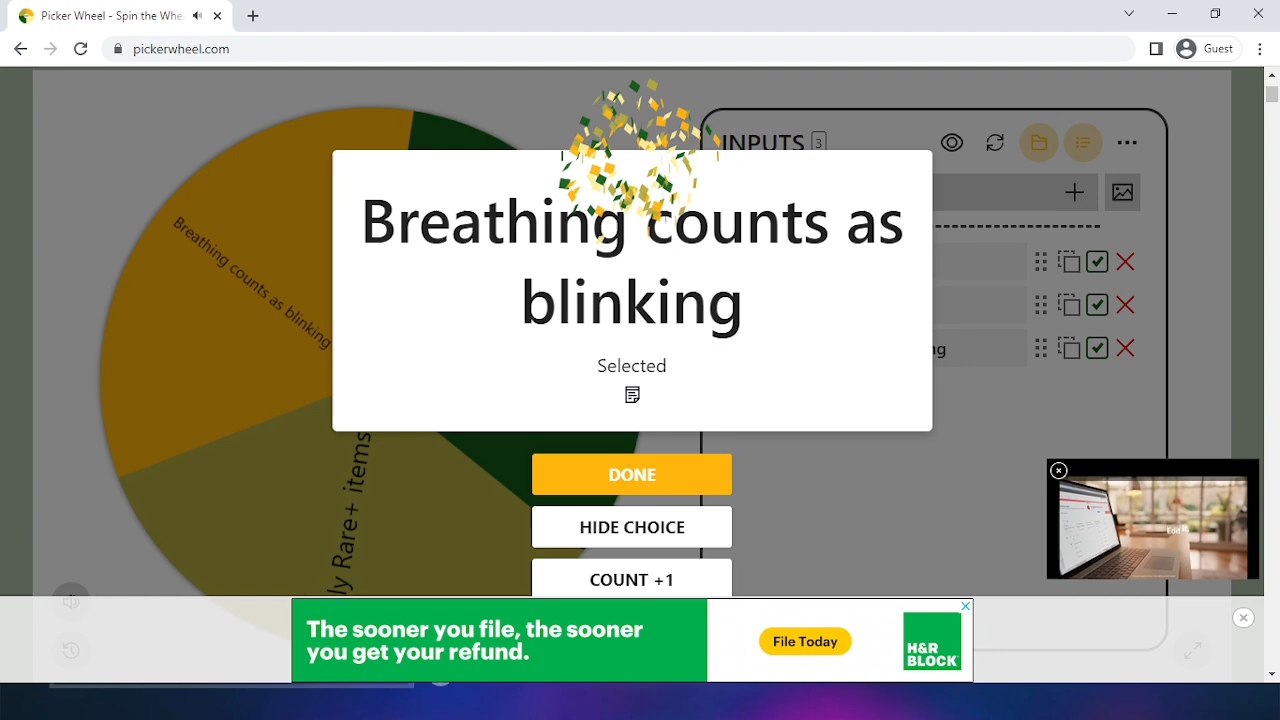 Picker Wheel - Spin the Whe
pickerwheel.com
Guest
INPUTS 3
Breathing counts as blinking
Breathing counts as
blinking
Selected
ng
ly Rare+ items
DONE
HIDE CHOICE
COUNT +1
Edit
The sooner you file, the sooner
you get your refund.
File Today
H&R
BLOCK